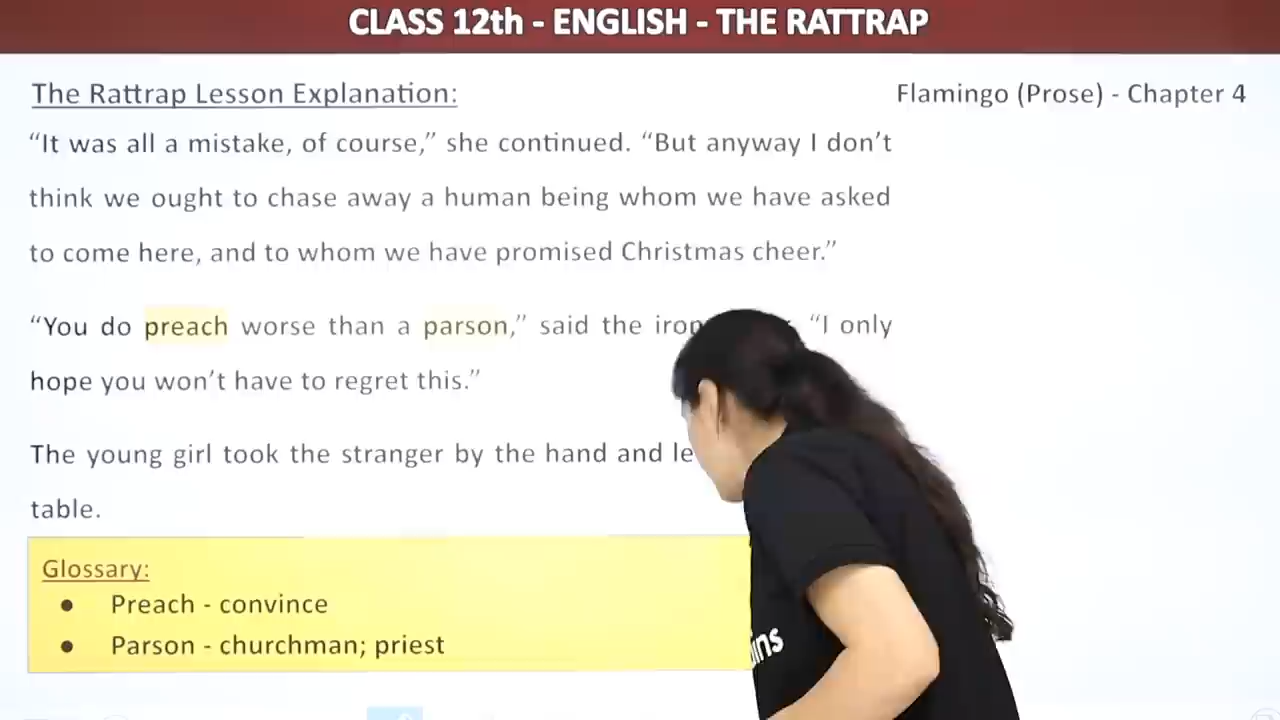 CLASS 12th - ENGLISH - THE RATTRAP
The Rattrap Lesson Explanation:
Flamingo (Prose) - Chapter 4
“It was all a mistake, of course,” she continued. “But anyway I don’t
think we ought to chase away a human being whom we have asked
to come here, and to whom we have promised Christmas cheer.”
“You do preach worse than a parson,” said the “I only
hope you won’t have to regret this.”
The young girl took the stranger by the hand and
table.
Glossary:
● Preach - convince
● Parson - churchman; priest